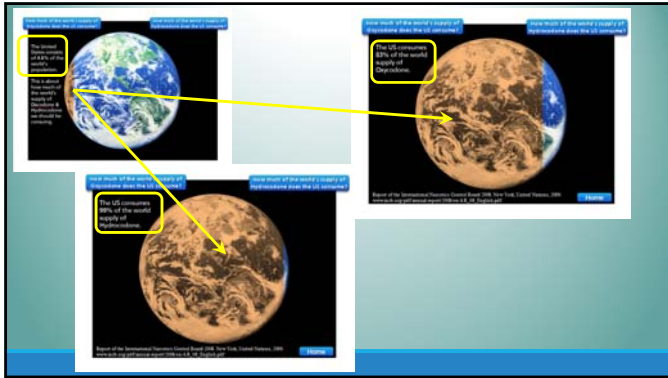 How much of the world's supply of
Oxycodone does the US consume?
How much of the world's supply of
Hydrocodone does the US consume?
The United
States consists
of 4.6% of the
world's
population.
This is about
how much of
the world's
supply of
&
Hydrocodone
we should be
consuming.
How much of the world's supply of
Oxycodone does the US consume?
How much of the world's supply of
Hydrocodone does the US consume?
The US consumes
83% of the world
supply of
Oxycodone.
Report of the International Narcotics Control Board 2008. New York, United Nations, 2009.
Home
How much of the world's supply of
Oxycodone does the US consume?
How much of the world's supply of
Hydrocodone does the US consume?
The US consumes
99% of the world
supply of
Hydrocodone.
Report of the International Narcotics Control Board 2008. New York, United Nations, 2009.
Home